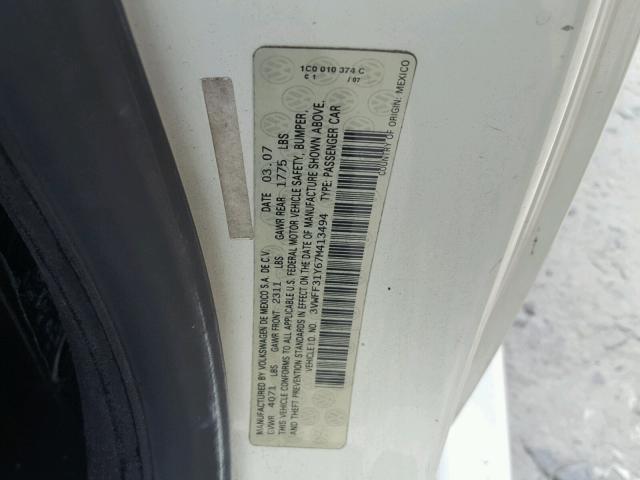 MANUFACTURED BY VOLKSWAGEN DE MEXICO S.A. DE C.V. DATE 03.07
GVWR 4071 LBS GAWR FRONT 2311 LBS GAWR REAR 1775 LBS
THIS VEHICLE CONFORMS TO ALL APPLICABLE U.S. FEDERAL MOTOR VEHICLE SAFETY, BUMPER,
AND THEFT PREVENTION STANDARDS IN EFFECT ON THE DATE OF MANUFACTURE SHOWN ABOVE.
VEHICLE I.D. NO. 3VWFF31Y67M413494 TYPE: PASSENGER CAR
COUNTRY OF ORIGIN: MEXICO
1C0 010 374 C
C 1 / 07